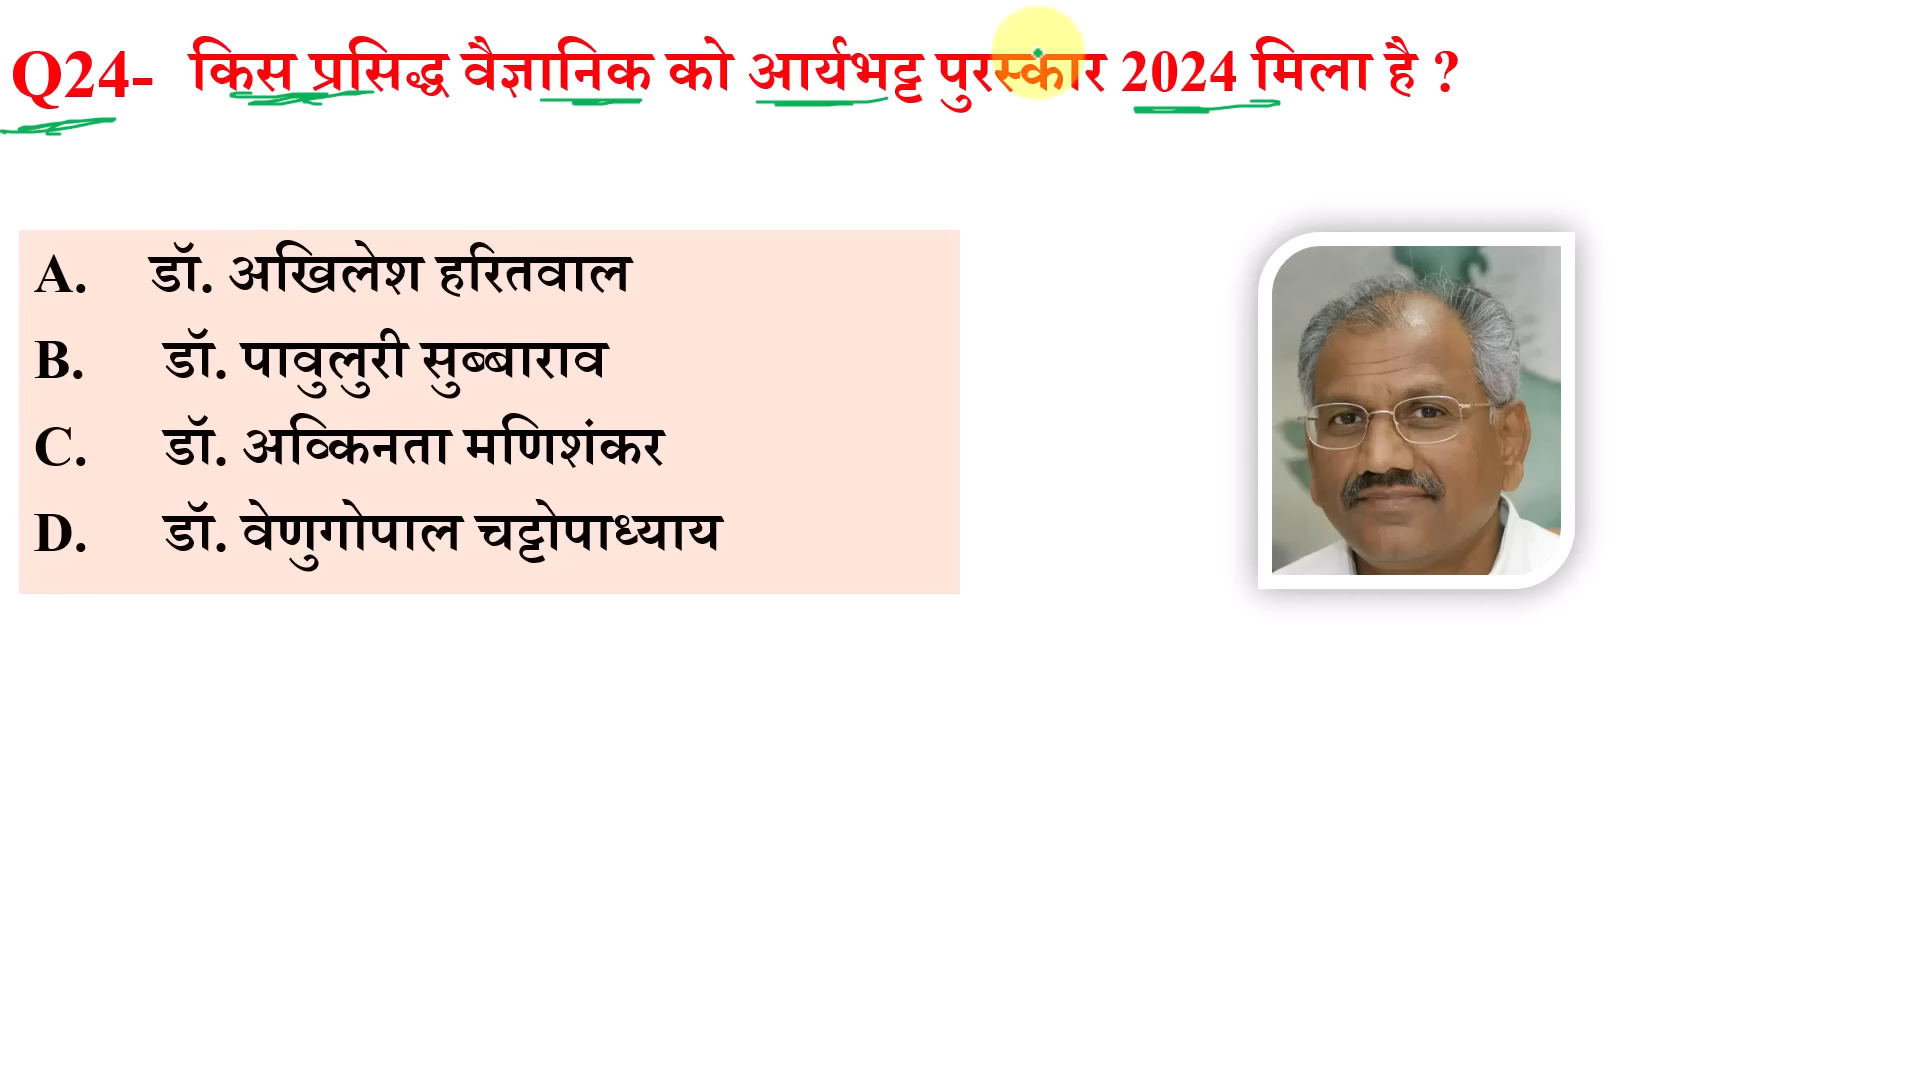 Q24- किस प्रसिद्ध वैज्ञानिक को आर्यभट्ट पुरस्कार 2024 मिला है ?
A. डॉ. अखिलेश हरितवाल
B. डॉ. पावुलुरी सुब्बाराव
C. डॉ. अव्किनता मणिशंकर
D. डॉ. वेणुगोपाल चट्टोपाध्याय